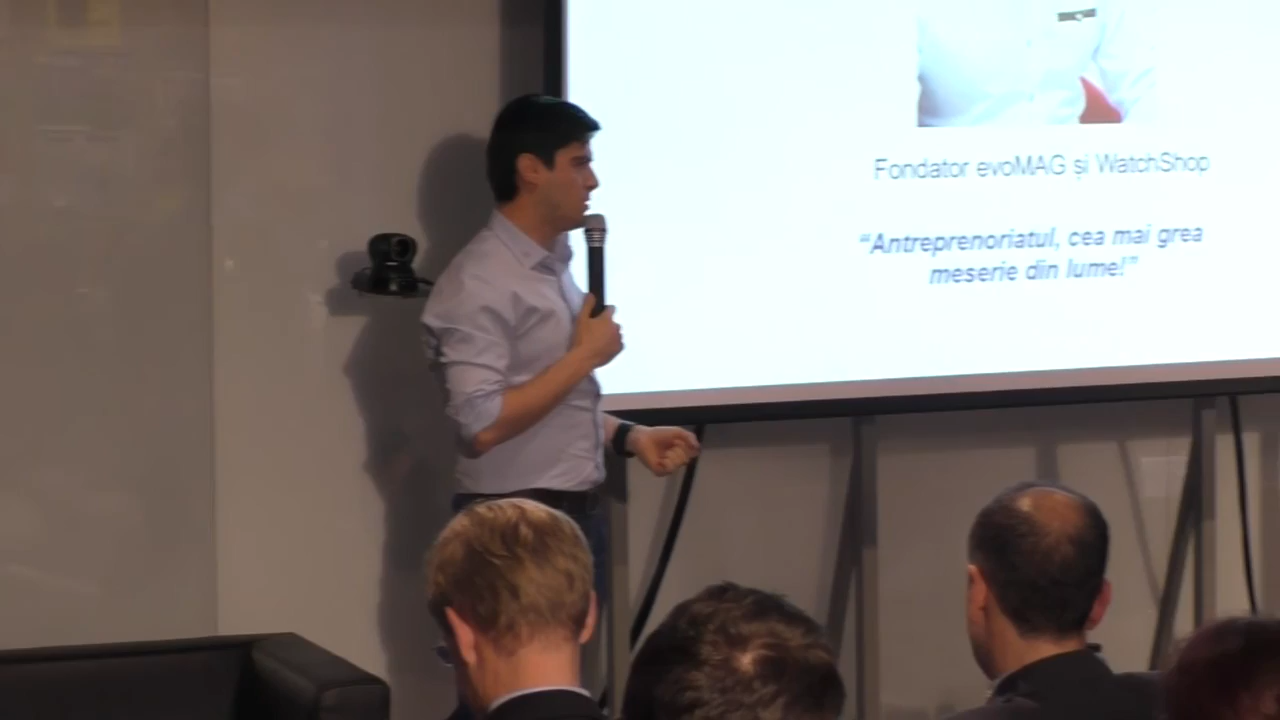 Fondator evoMAG și WatchShop
“Antreprenoriatul, cea mai grea
meserie din lume!”